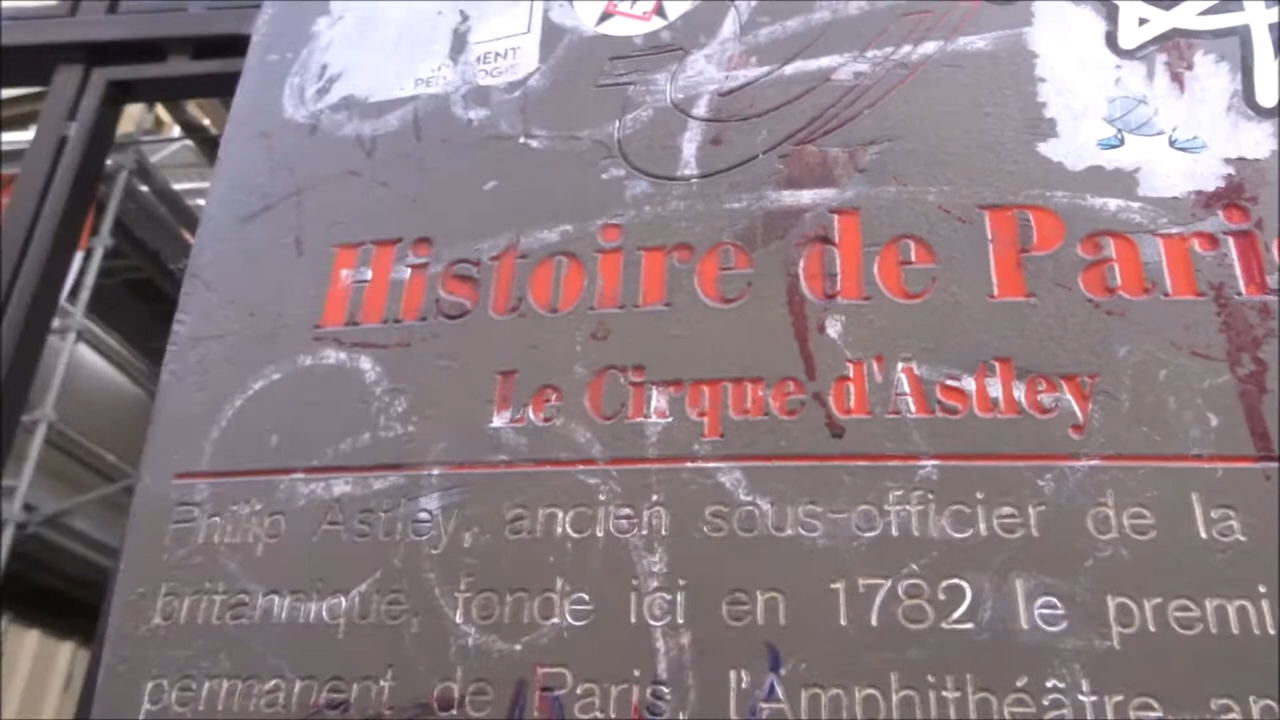 Histoire de Paris
Le Cirque d'Astley
Philip Astley, ancien sous-officier de la
britannique, fonde ici en 1782 le premi
permanent de Paris, l'Amphithéâtre an